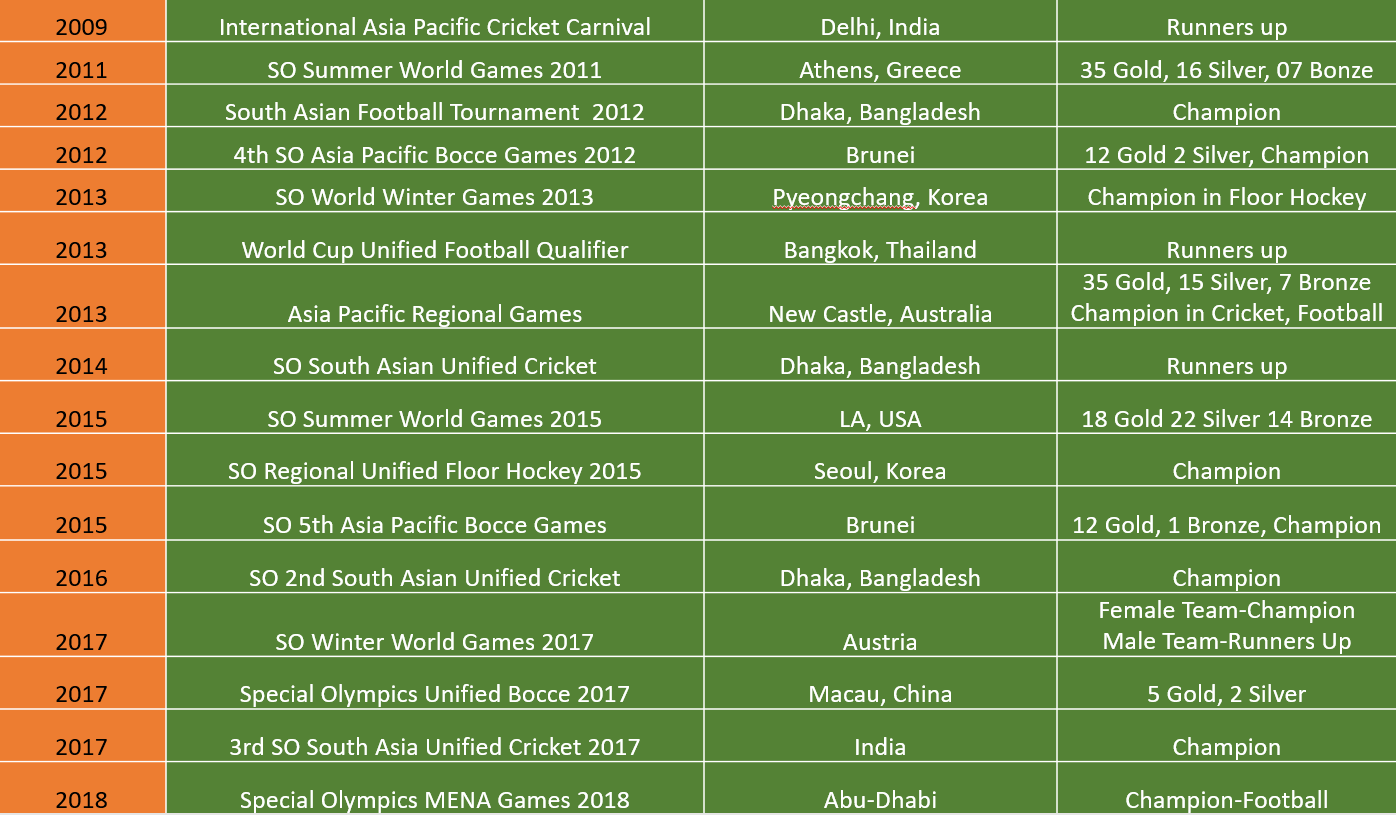 2009 International Asia Pacific Cricket Carnival Delhi, India Runners up
2011 SO Summer World Games 2011 Athens, Greece 35 Gold, 16 Silver, 07 Bonze
2012 South Asian Football Tournament  2012 Dhaka, Bangladesh Champion
2012 4th SO Asia Pacific Bocce Games 2012 Brunei 12 Gold 2 Silver, Champion
2013 SO World Winter Games 2013 Pyeongchang, Korea Champion in Floor Hockey
2013 World Cup Unified Football Qualifier Bangkok, Thailand Runners up
35 Gold, 15 Silver, 7 Bronze
2013 Asia Pacific Regional Games New Castle, Australia Champion in Cricket, Football
2014 SO South Asian Unified Cricket Dhaka, Bangladesh Runners up
2015 SO Summer World Games 2015 LA, USA 18 Gold 22 Silver 14 Bronze
2015 SO Regional Unified Floor Hockey 2015 Seoul, Korea Champion
2015 SO 5th Asia Pacific Bocce Games Brunei 12 Gold, 1 Bronze, Champion
2016 SO 2nd South Asian Unified Cricket Dhaka, Bangladesh Champion
Female Team-Champion
2017 SO Winter World Games 2017 Austria Male Team-Runners Up
2017 Special Olympics Unified Bocce 2017 Macau, China 5 Gold, 2 Silver
2017 3rd SO South Asia Unified Cricket 2017 India Champion
2018 Special Olympics MENA Games 2018 Abu-Dhabi Champion-Football